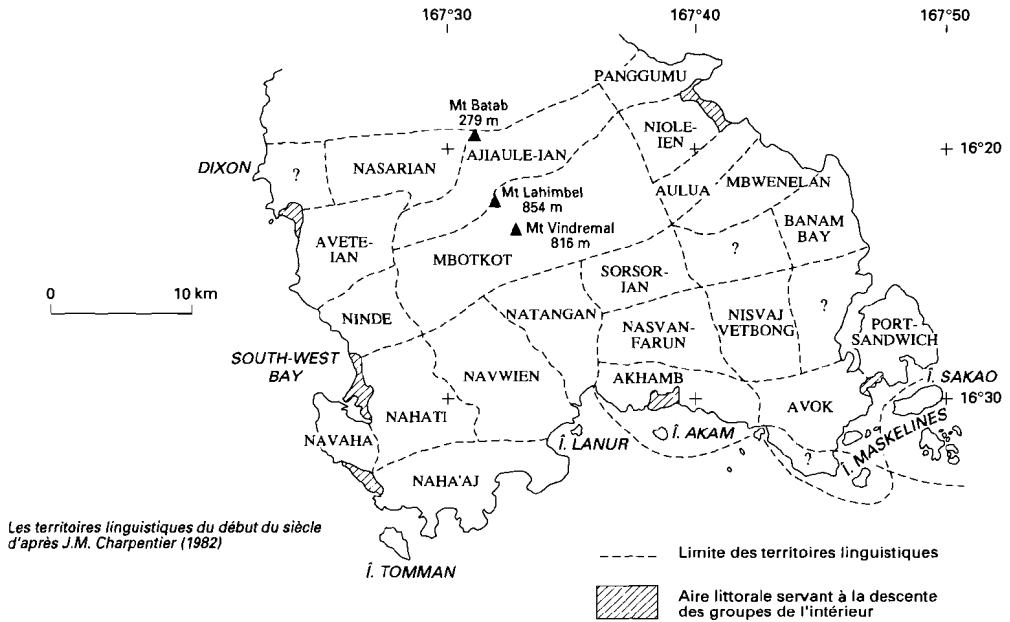 167°30
167°40
167°50
PANGGUMU
Mt Batab
279 m
NIOLE-
IEN
AJIAULE-IAN
16°20
DIXON
?
NASARIAN
AULUA
MBWENELAN
Mt Lahimbel
854 m
BANAM
BAY
Mt Vindremal
816 m
AVETE-
IAN
MBOTKOT
?
SORSOR-
IAN
0
10 km
NINDE
NATANGAN
NISVAJ
VETBONG
?
NASVAN-
FARUN
PORT-
SANDWICH
SOUTH-WEST
BAY
NAVWIEN
AKHAMB
Î. SAKAO
16°30
NAHATI
AVOK
NAVAHA
Î. LANUR
Î. AKAM
?
Î. MASKELINES
NAHA'AJ
Les territoires linguistiques du début du siècle
d'après J.M. Charpentier (1982)
Î. TOMMAN
Limite des territoires linguistiques
Aire littorale servant à la descente
des groupes de l'intérieur